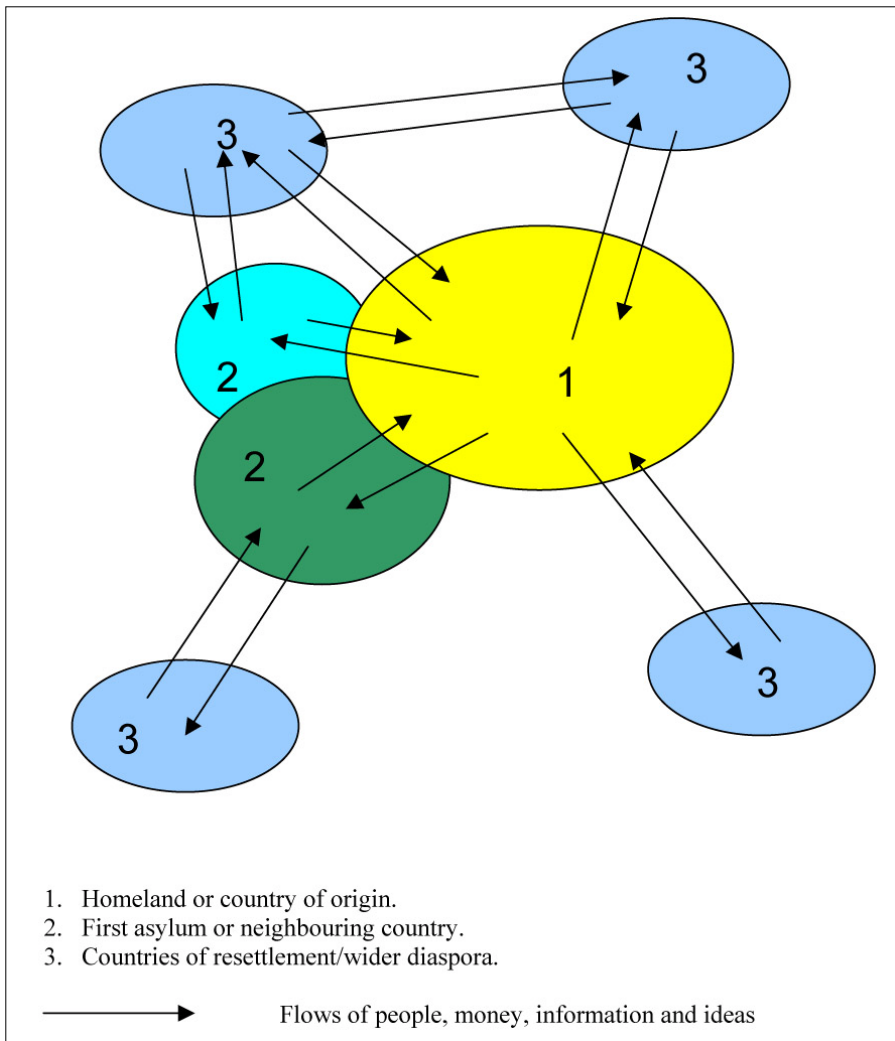 3
3
2
1
2
3
3
1. Homeland or country of origin.
2. First asylum or neighbouring country.
3. Countries of resettlement/wider diaspora.
Flows of people, money, information and ideas